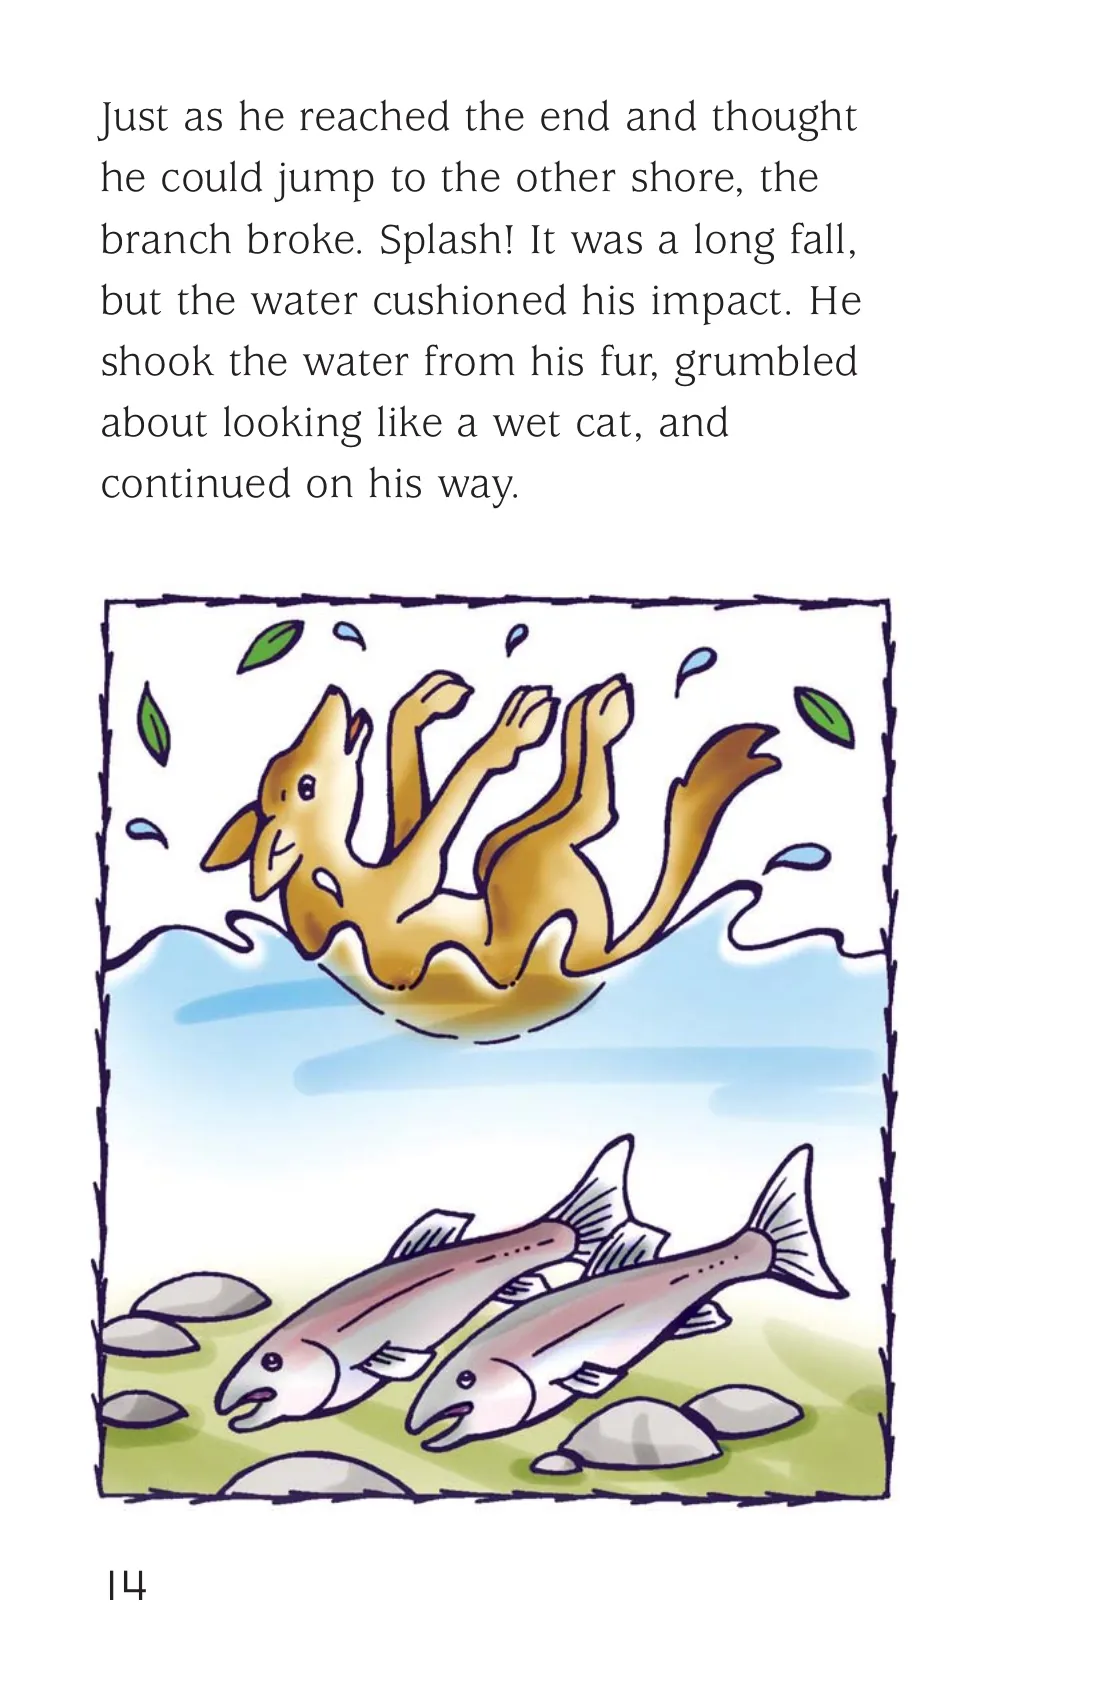 Just as he reached the end and thought
he could jump to the other shore, the
branch broke. Splash! It was a long fall,
but the water cushioned his impact. He
shook the water from his fur, grumbled
about looking like a wet cat, and
continued on his way.
14